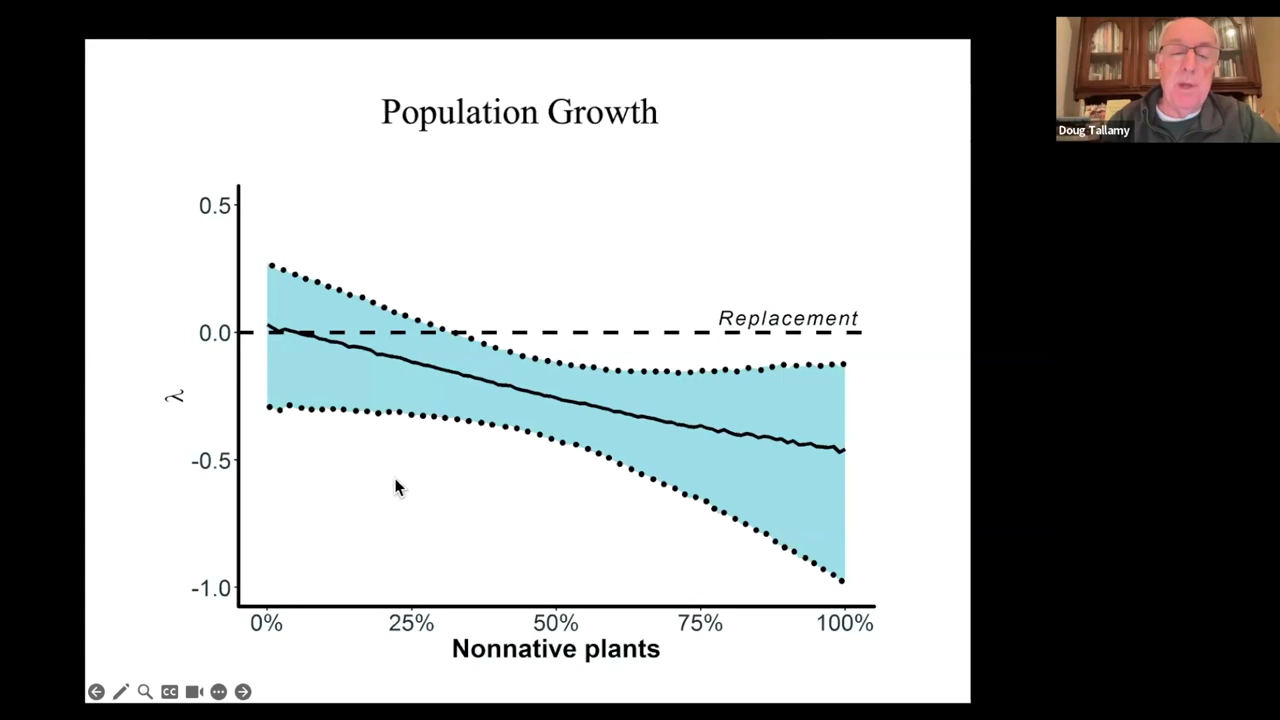 Population Growth
Doug Tallamy
0.5
Replacement
0.0
λ
-0.5
-1.0
0% 25% 50% 75% 100%
Nonnative plants
CC